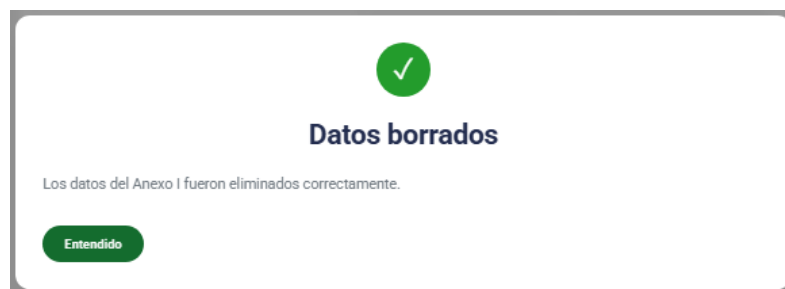 Datos borrados
Los datos del Anexo I fueron eliminados correctamente.
Entendido